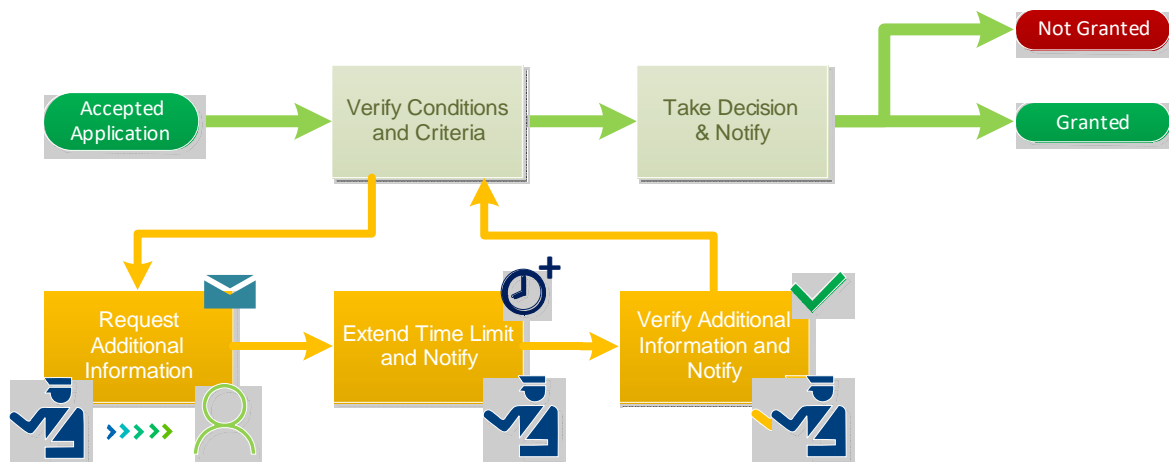 Not Granted
Accepted
Application
Verify Conditions
and Criteria
Take Decision
& Notify
Granted
Request
Additional
Information
Extend Time Limit
and Notify
Verify Additional
Information and
Notify